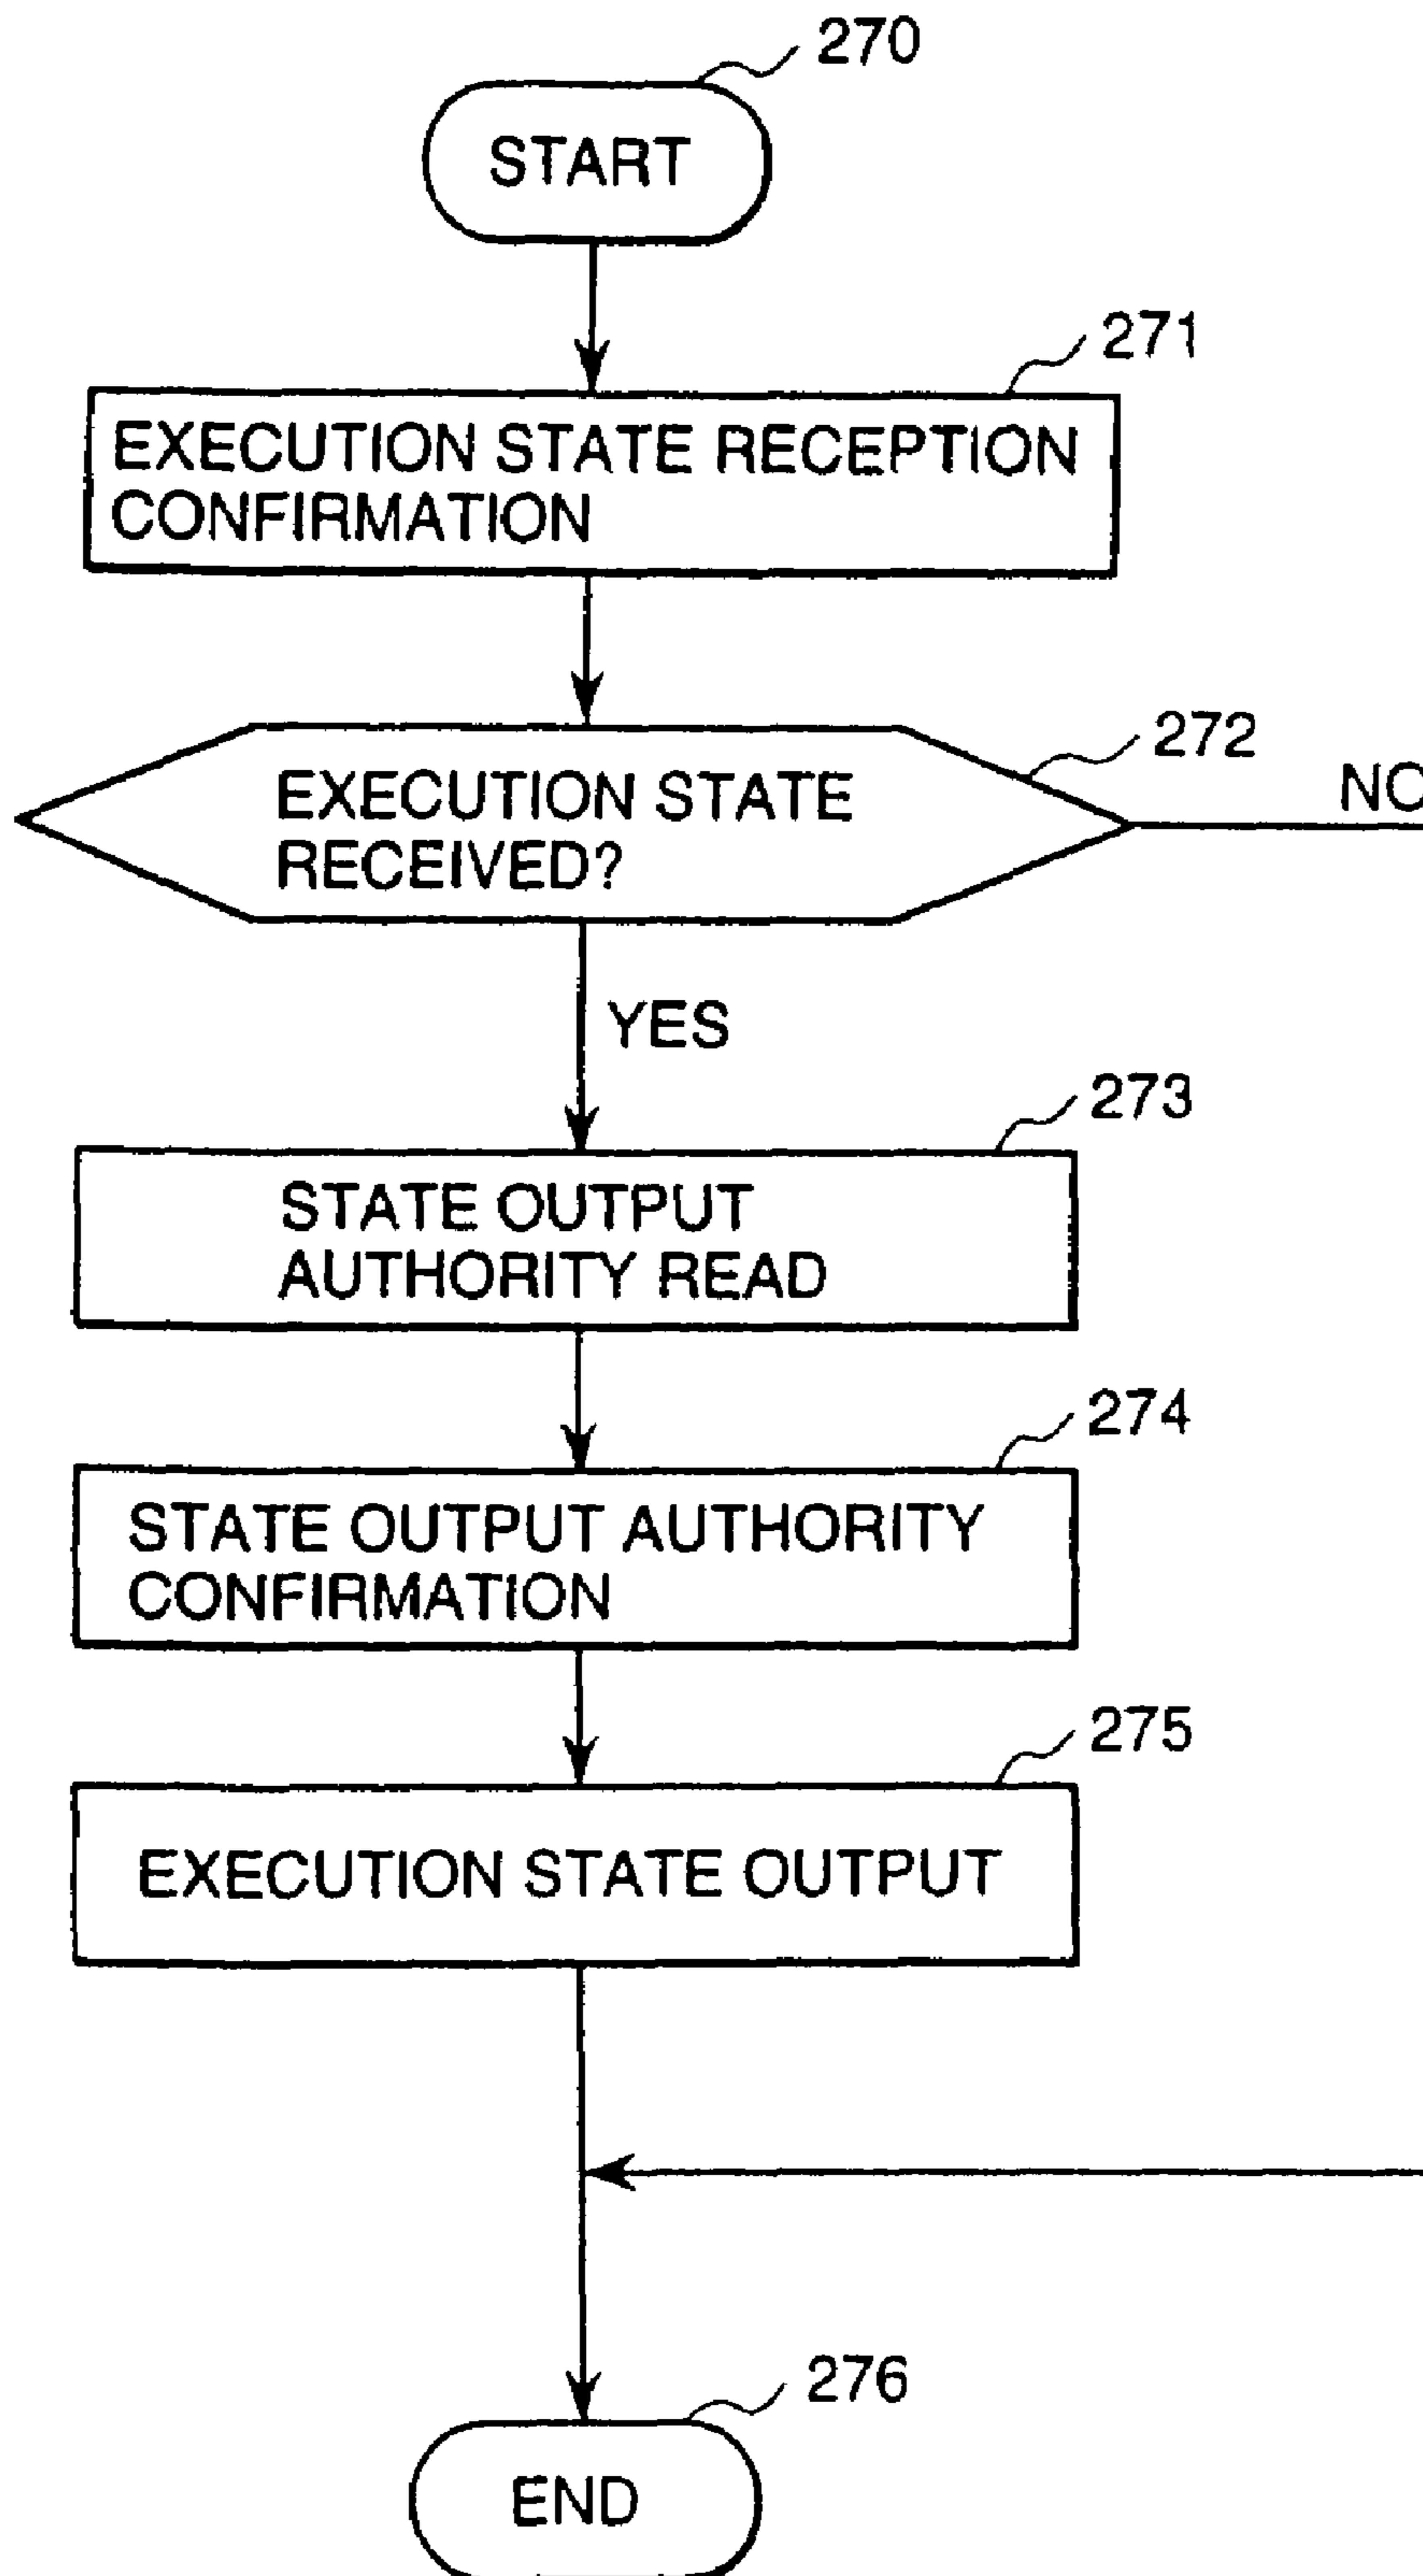 270
START
271
EXECUTION STATE RECEPTION
CONFIRMATION
272
EXECUTION STATE
RECEIVED?
NO
YES
273
STATE OUTPUT
AUTHORITY READ
274
STATE OUTPUT AUTHORITY
CONFIRMATION
275
EXECUTION STATE OUTPUT
276
END